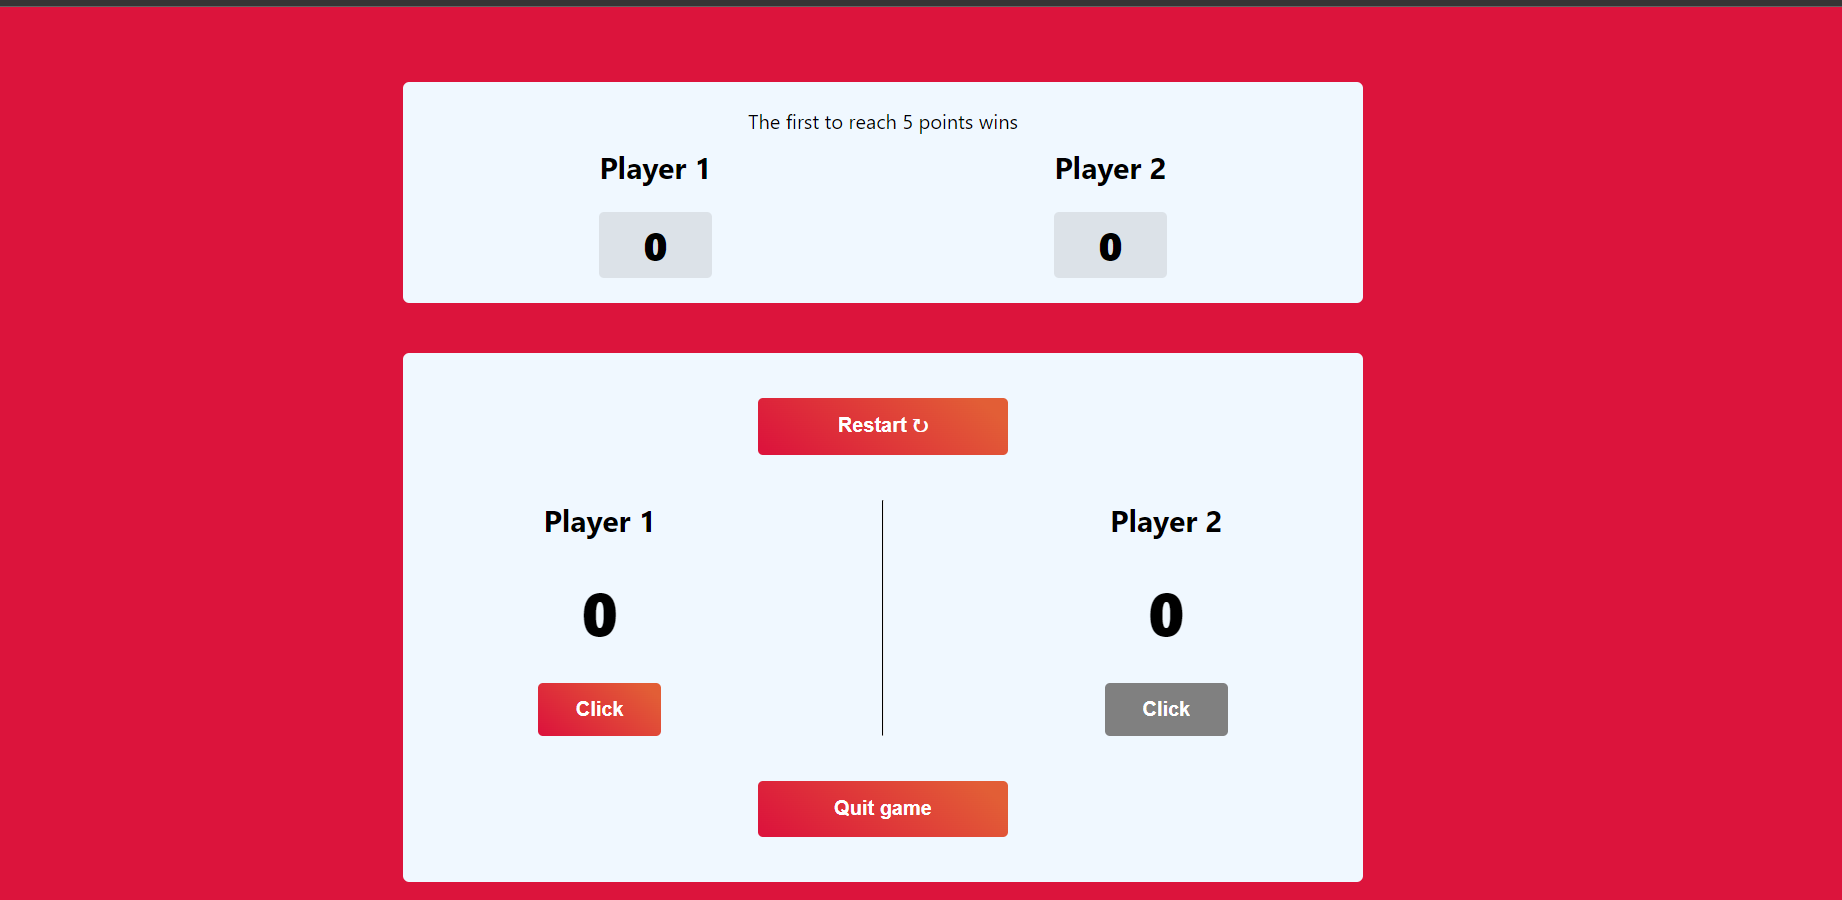 The first to reach 5 points wins
Player 1 Player 2
0 0
Restart ↻
Player 1 Player 2
0 0
Click Click
Quit game